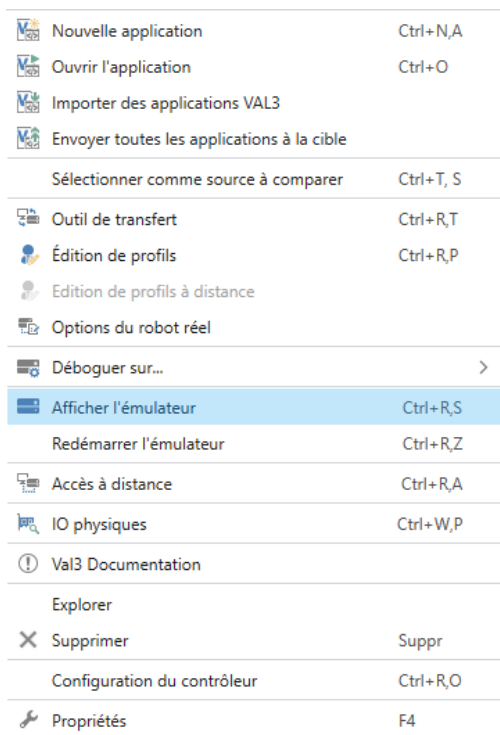 Nouvelle application Ctrl+N,A
Ouvrir l'application Ctrl+O
Importer des applications VAL3
Envoyer toutes les applications à la cible
Sélectionner comme source à comparer Ctrl+T, S
Outil de transfert Ctrl+R,T
Édition de profils Ctrl+R,P
Edition de profils à distance
Options du robot réel
Déboguer sur...
Afficher l'émulateur Ctrl+R,S
Redémarrer l'émulateur Ctrl+R,Z
Accès à distance Ctrl+R,A
IO physiques Ctrl+W,P
Val3 Documentation
Explorer
Supprimer Suppr
Configuration du contrôleur Ctrl+R,O
Propriétés F4